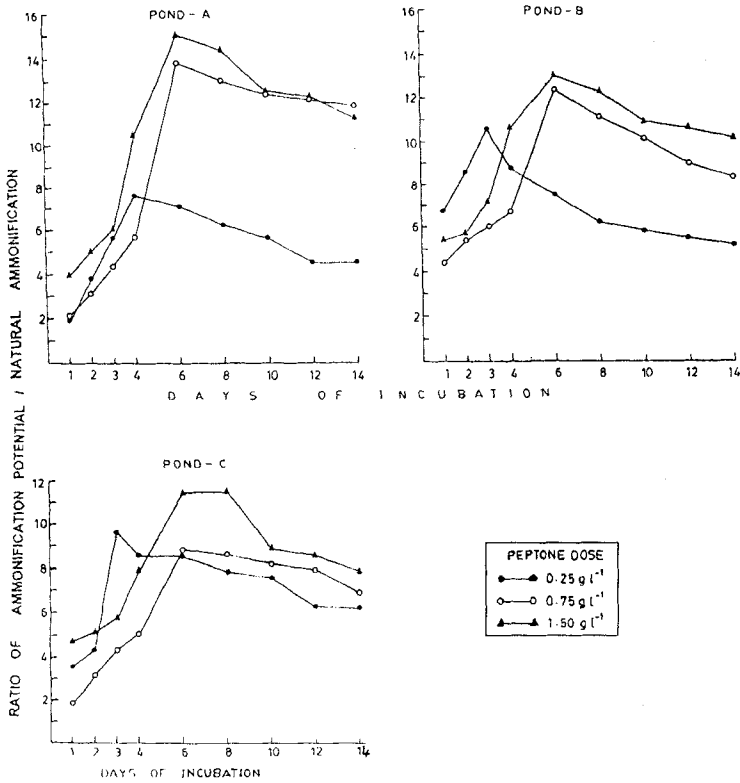 POND - A
16
14
12
10
8
6
4
2
1 2 3 4 6 8 10 12 14
POND-B
16
14
12
10
8
6
4
2
1 2 3 4 6 8 10 12 14
DAYS OF INCUBATION
RATIO OF AMMONIFICATION POTENTIAL / NATURAL AMMONIFICATION
POND-C
12
10
8
6
4
2
1 2 3 4 6 8 10 12 14
DAYS OF INCUBATION
PEPTONE DOSE
0.25 g l⁻¹
0.75 g l⁻¹
1.50 g l⁻¹